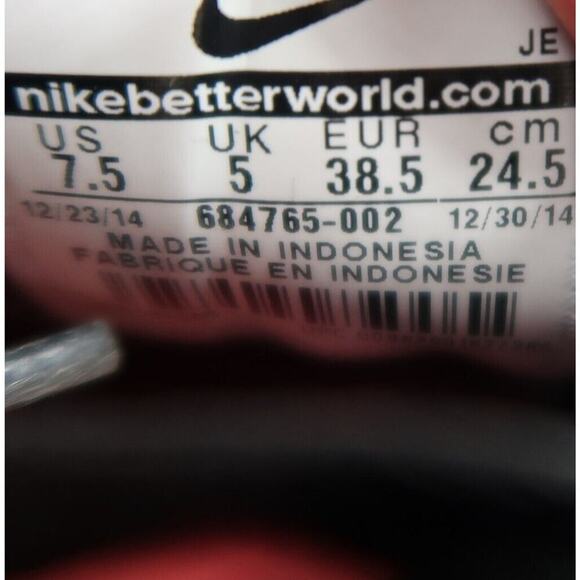 JE
nikebetterworld.com
US UK EUR cm
7.5 5 38.5 24.5
12/23/14 684765-002 12/30/14
MADE IN INDONESIA
FABRIQUE EN INDONESIE